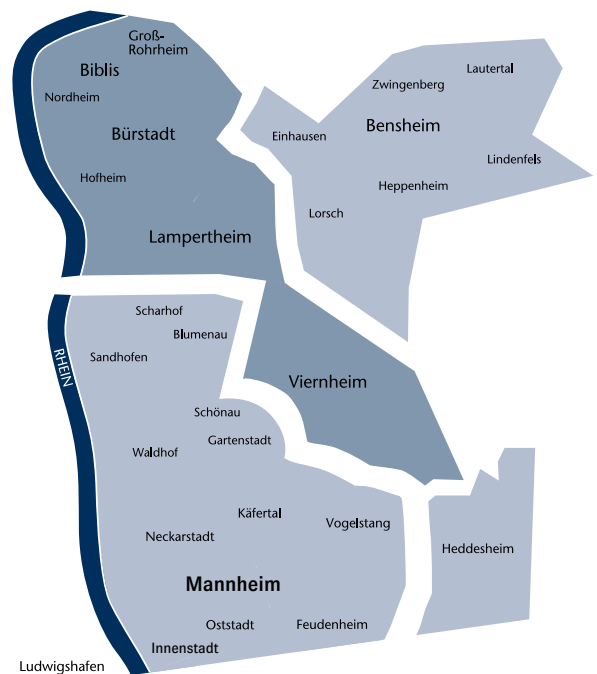 Groß-
Rohrheim
Biblis
Nordheim
Bürstadt
Hofheim
Lampertheim
Lautertal
Zwingenberg
Bensheim
Einhausen
Lindenfels
Heppenheim
Lorsch
Scharhof
Blumenau
Sandhofen
RHEIN
Viernheim
Schönau
Gartenstadt
Waldhof
Käfertal
Vogelstang
Neckarstadt
Heddesheim
Mannheim
Oststadt
Feudenheim
Innenstadt
Ludwigshafen